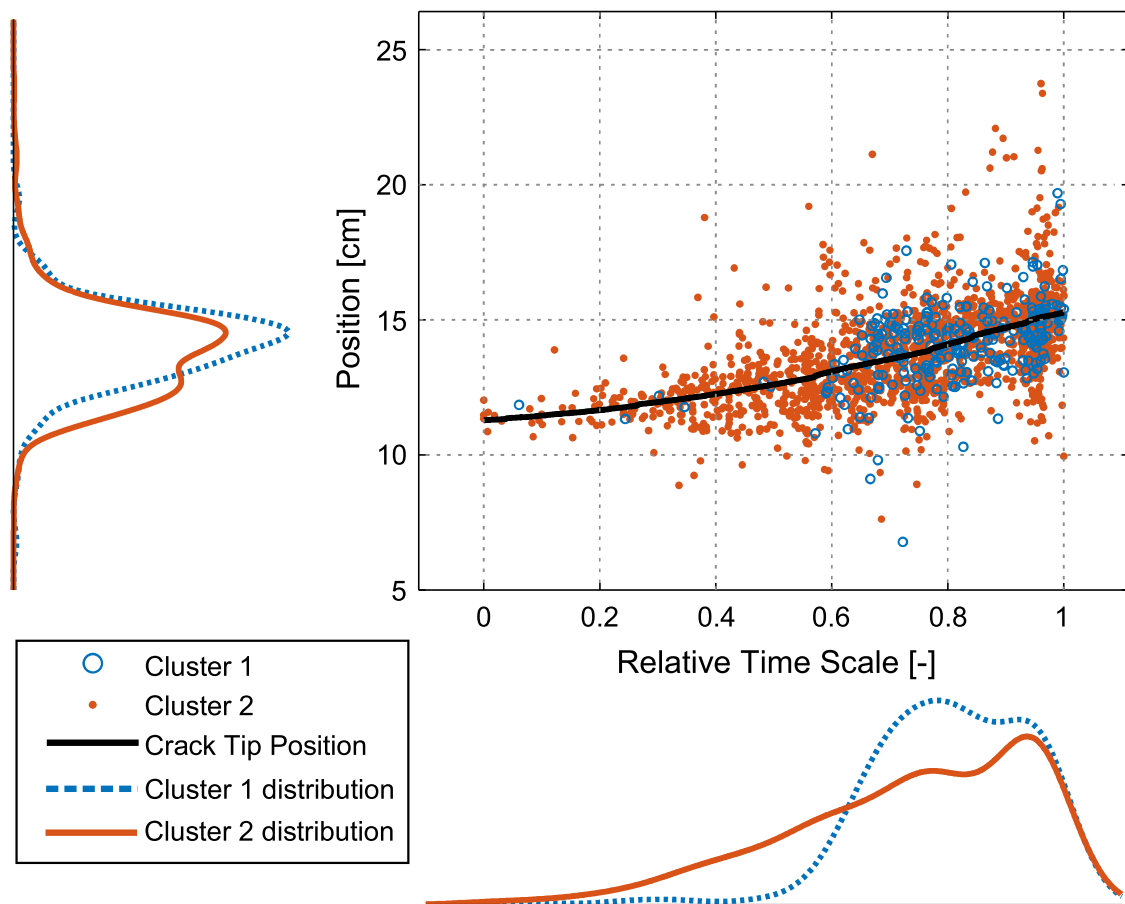 25
20
15
10
5
Position [cm]
0 0.2 0.4 0.6 0.8 1
Relative Time Scale [-]
Cluster 1
Cluster 2
Crack Tip Position
Cluster 1 distribution
Cluster 2 distribution